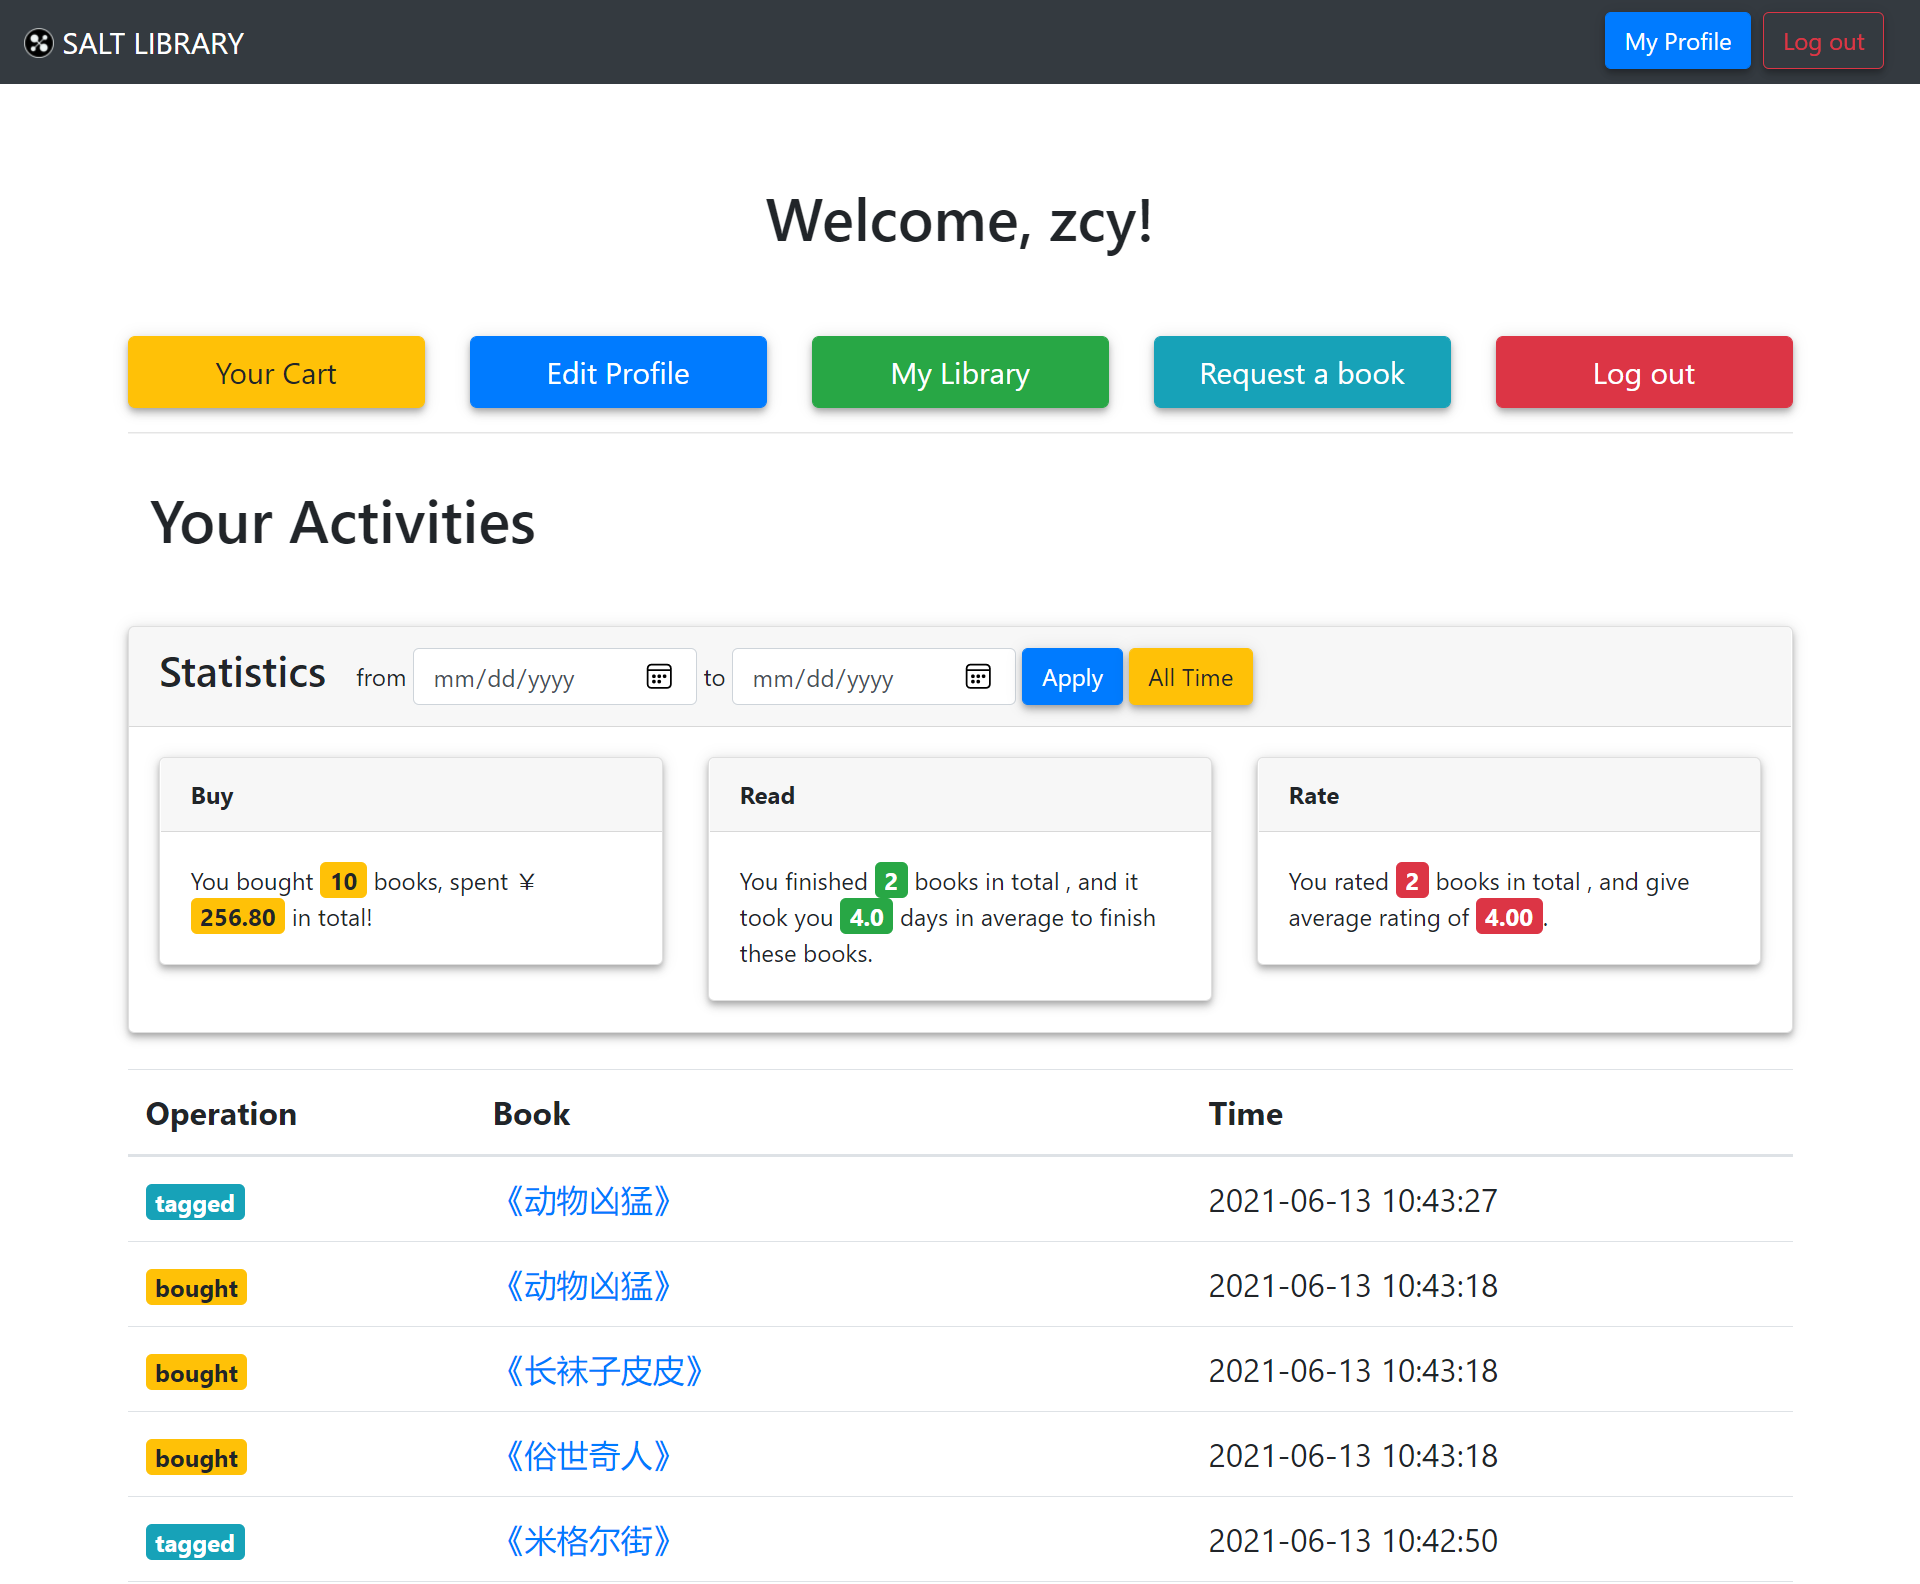 SALT LIBRARY
My Profile
Log out
Welcome, zcy!
Your Cart
Edit Profile
My Library
Request a book
Log out
Your Activities
Statistics from mm/dd/yyyy to mm/dd/yyyy Apply All Time
Buy
You bought 10 books, spent ￥
256.80 in total!
Read
You finished 2 books in total , and it
took you 4.0 days in average to finish
these books.
Rate
You rated 2 books in total , and give
average rating of 4.00.
Operation Book Time
tagged 《动物凶猛》 2021-06-13 10:43:27
bought 《动物凶猛》 2021-06-13 10:43:18
bought 《长袜子皮皮》 2021-06-13 10:43:18
bought 《俗世奇人》 2021-06-13 10:43:18
tagged 《米格尔街》 2021-06-13 10:42:50